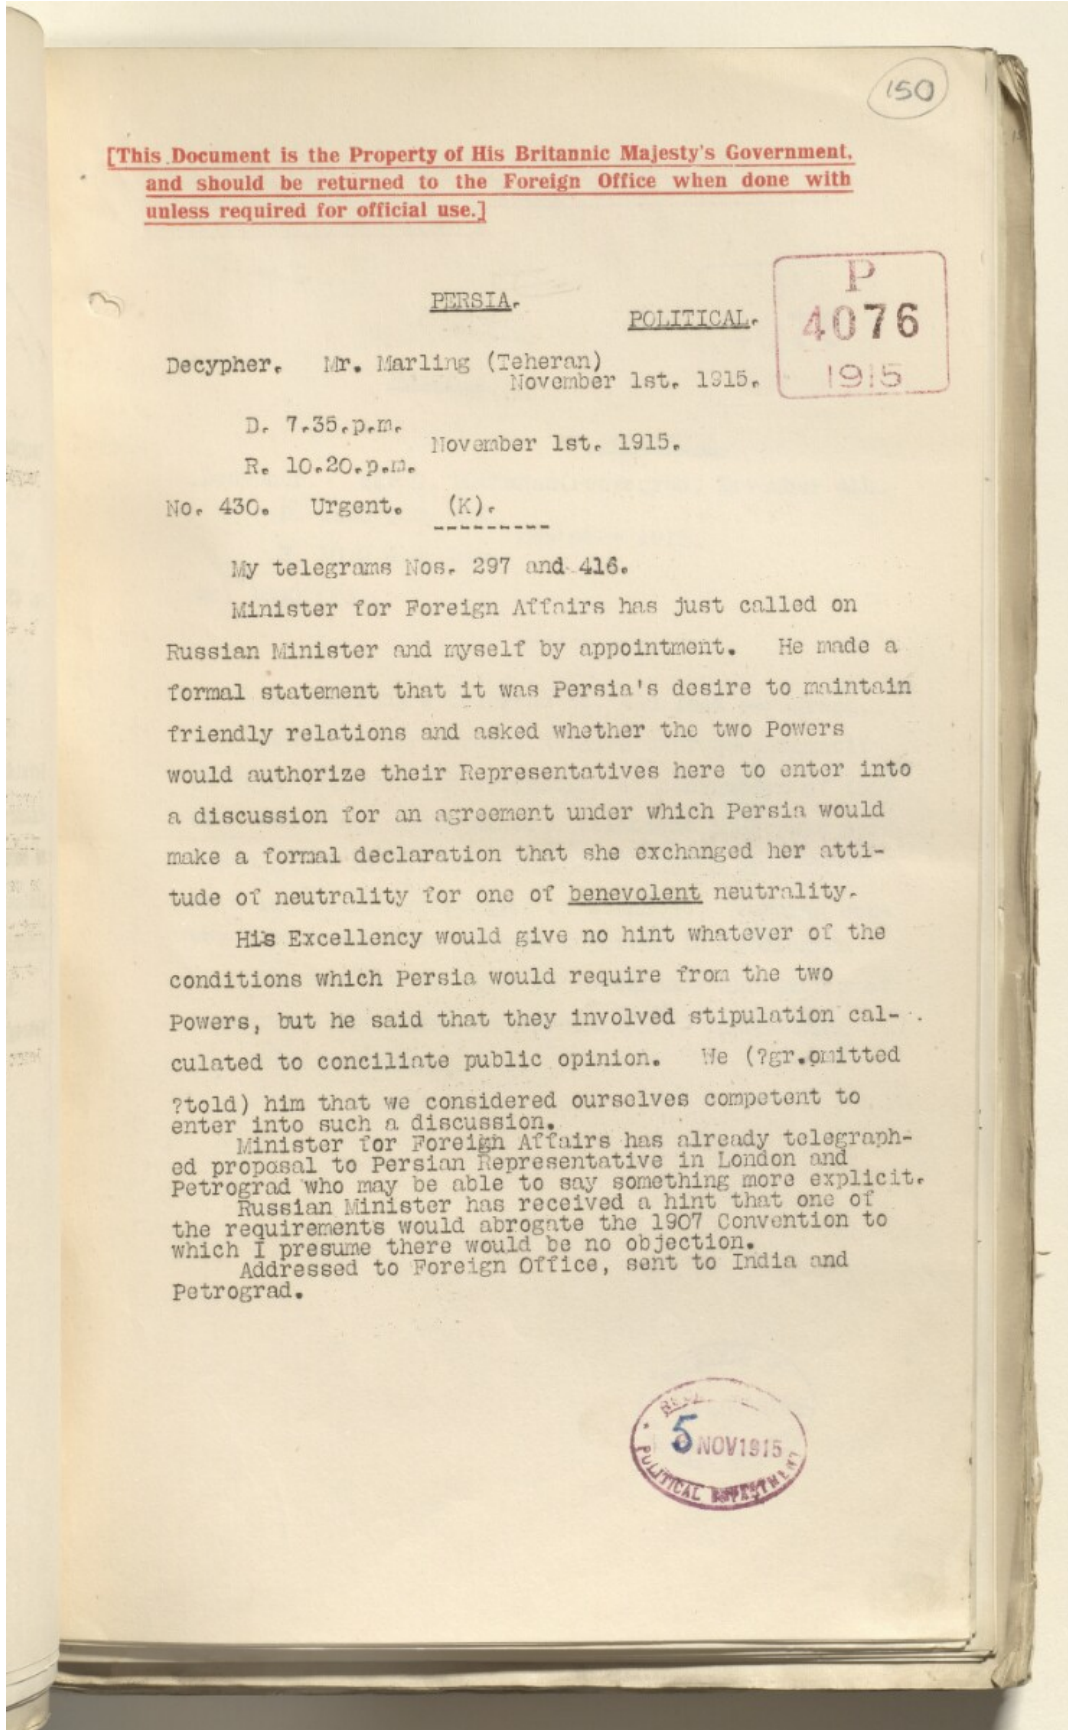 150
[This Document is the Property of His Britannic Majesty's Government,
and should be returned to the Foreign Office when done with
unless required for official use.]
P
4076
1915
PERSIA.
POLITICAL.
Decypher. Mr. Marling (Teheran)
November 1st. 1915.
D. 7.35.p.m.
November 1st. 1915.
R. 10.20.p.m.
No. 430. Urgent. (K).
---------
My telegrams Nos. 297 and 416.
Minister for Foreign Affairs has just called on
Russian Minister and myself by appointment. He made a
formal statement that it was Persia's desire to maintain
friendly relations and asked whether the two Powers
would authorize their Representatives here to enter into
a discussion for an agreement under which Persia would
make a formal declaration that she exchanged her atti-
tude of neutrality for one of benevolent neutrality.
His Excellency would give no hint whatever of the
conditions which Persia would require from the two
Powers, but he said that they involved stipulation cal-
culated to conciliate public opinion. We (?gr.omitted
?told) him that we considered ourselves competent to
enter into such a discussion.
Minister for Foreign Affairs has already telegraph-
ed proposal to Persian Representative in London and
Petrograd who may be able to say something more explicit.
Russian Minister has received a hint that one of
the requirements would abrogate the 1907 Convention to
which I presume there would be no objection.
Addressed to Foreign Office, sent to India and
Petrograd.
5 NOV 1915
POLITICAL DEPARTMENT